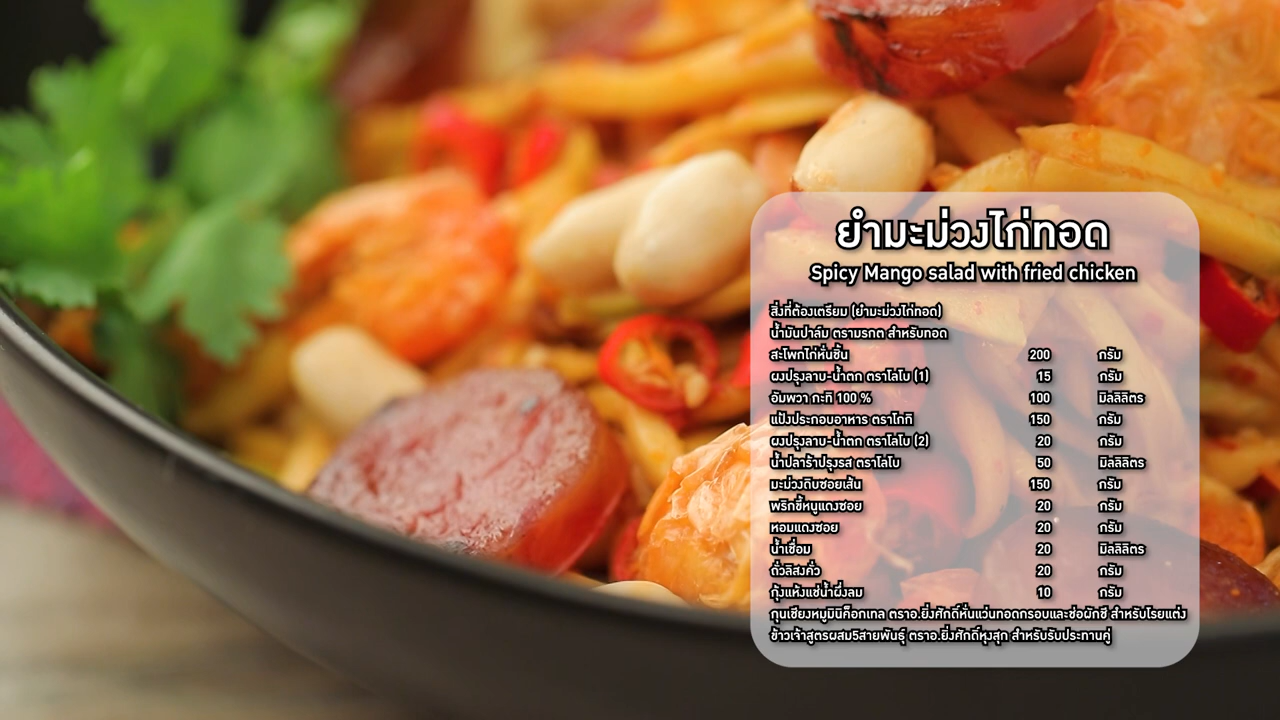 ยำมะม่วงไก่ทอด
Spicy Mango salad with fried chicken
สิ่งที่ต้องเตรียม (ยำมะม่วงไก่ทอด)
น้ำมันปาล์ม ตรามรกต สำหรับทอด
สะโพกไก่หั่นชิ้น 200 กรัม
ผงปรุงลาบ-น้ำตก ตราโลโบ (1) 15 กรัม
อัมพวา กะทิ 100 % 100 มิลลิลิตร
แป้งประกอบอาหาร ตราโกกิ 150 กรัม
ผงปรุงลาบ-น้ำตก ตราโลโบ (2) 20 กรัม
น้ำปลาร้าปรุงรส ตราโลโบ 50 มิลลิลิตร
มะม่วงดิบซอยเส้น 150 กรัม
พริกขี้หนูแดงซอย 20 กรัม
หอมแดงซอย 20 กรัม
น้ำเชื่อม 20 มิลลิลิตร
ถั่วลิสงคั่ว 20 กรัม
กุ้งแห้งแช่น้ำผึ่งลม 10 กรัม
กุนเชียงหมูมินิค็อกเทล ตราอ.ยิ่งศักดิ์หั่นแว่นทอดกรอบและช่อผักชี สำหรับโรยแต่ง
ข้าวเจ้าสูตรผสม5สายพันธุ์ ตราอ.ยิ่งศักดิ์หุงสุก สำหรับรับประทานคู่